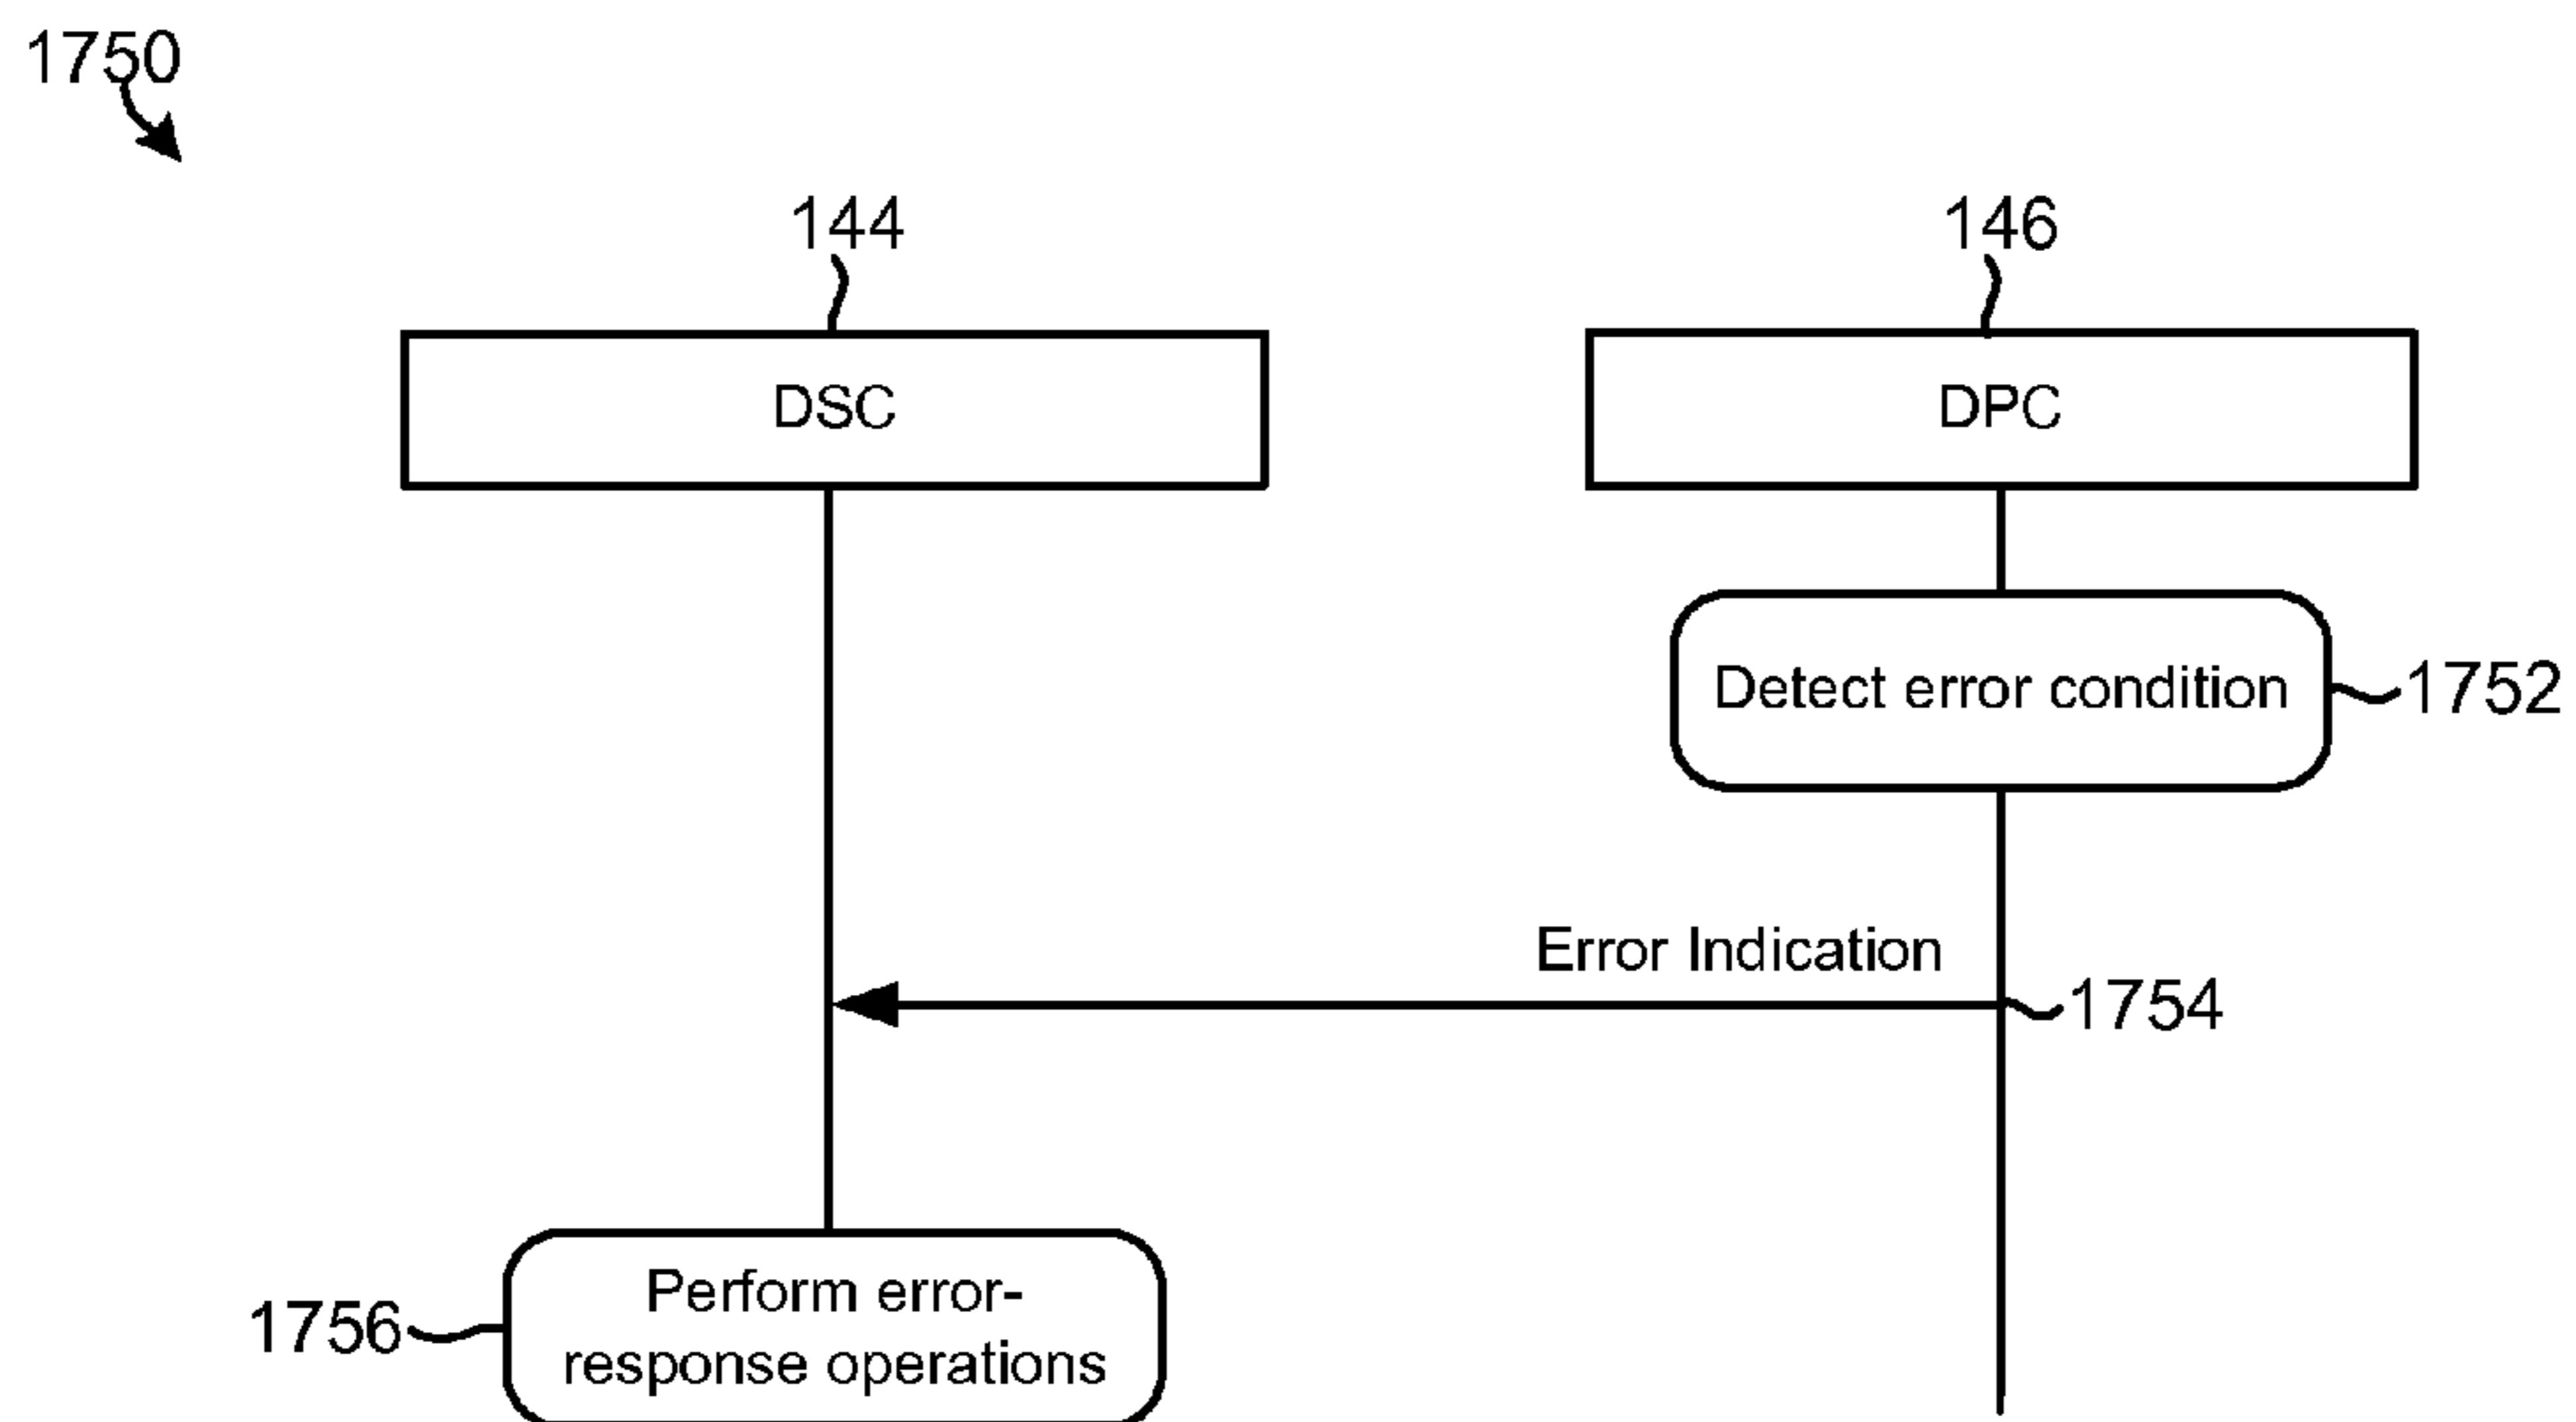 1750
144
146
DSC
DPC
Detect error condition
1752
Error Indication
1754
Perform error-
response operations
1756